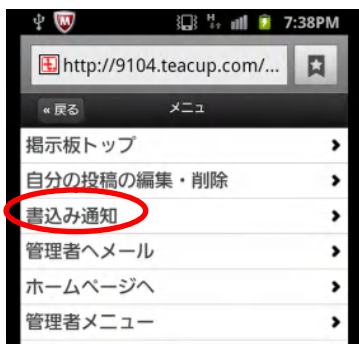 7:38PM
http://9104.teacup.com/...
«戻る
メニュ
掲示板トップ
自分の投稿の編集・削除
書込み通知
管理者へメール
ホームページへ
管理者メニュー